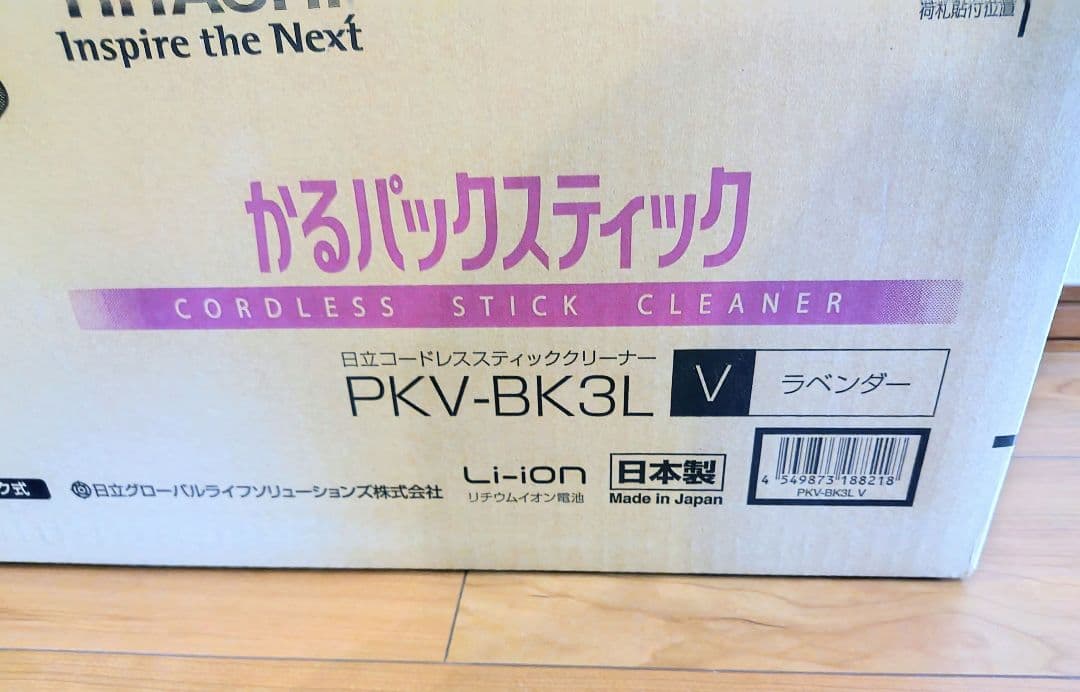 HITACHI
Inspire the Next
荷札貼付位置
かるパックスティック
CORDLESS STICK CLEANER
日立コードレススティッククリーナー
PKV-BK3L V ラベンダー
ク式
日立グローバルライフソリューションズ株式会社
Li-ion
リチウムイオン電池
日本製
Made in Japan
4 549873 188218
PKV-BK3L V